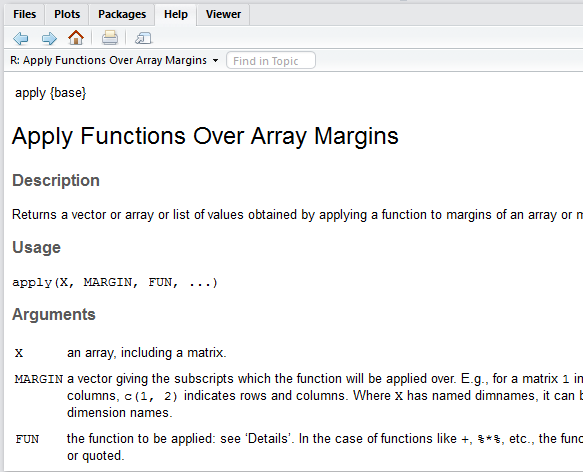 Files Plots Packages Help Viewer
R: Apply Functions Over Array Margins Find in Topic
apply {base}
Apply Functions Over Array Margins
Description
Returns a vector or array or list of values obtained by applying a function to margins of an array or
Usage
apply(X, MARGIN, FUN, ...)
Arguments
X an array, including a matrix.
MARGIN a vector giving the subscripts which the function will be applied over. E.g., for a matrix 1
columns, c(1, 2) indicates rows and columns. Where X has named dimnames, it can
dimension names.
FUN the function to be applied: see ‘Details’. In the case of functions like +, %*%, etc., the
or quoted.